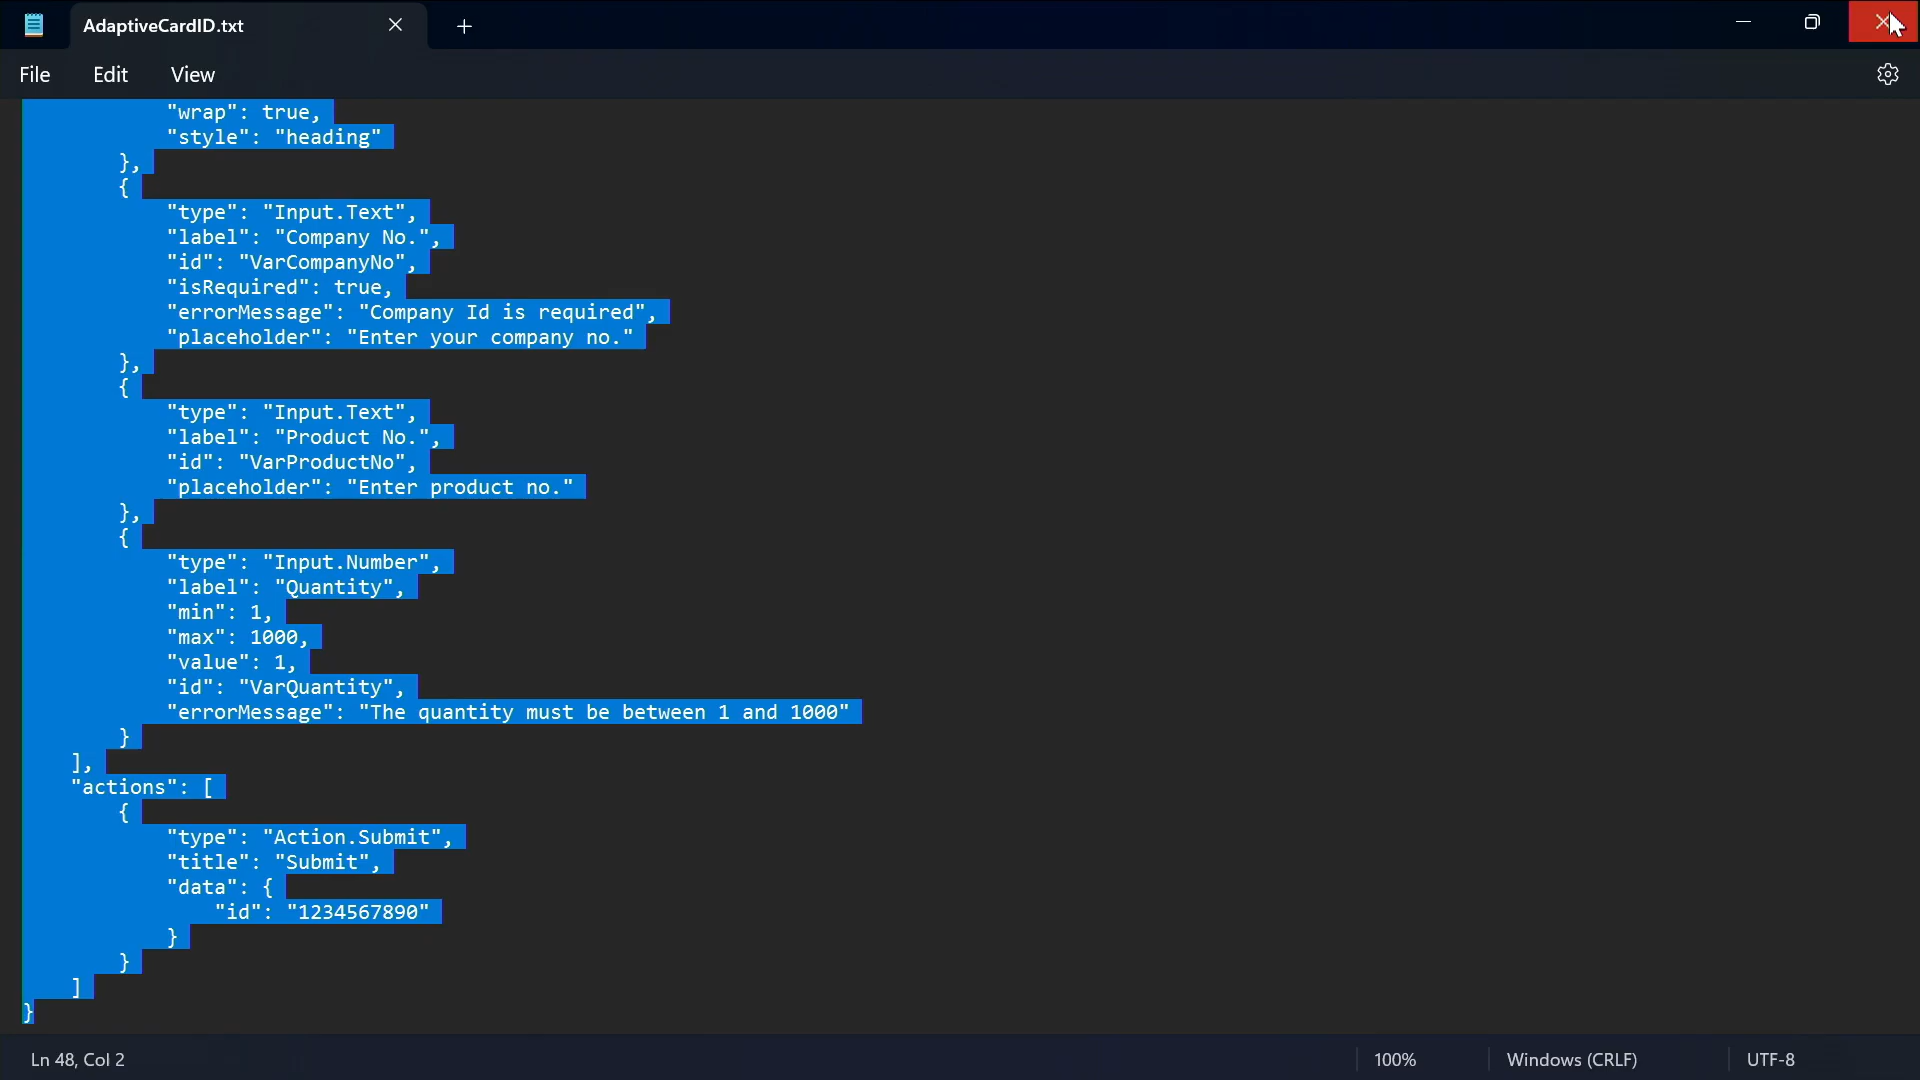 AdaptiveCardID.txt
File Edit View
"wrap": true,
"style": "heading"
},
{
"type": "Input.Text",
"label": "Company No.",
"id": "VarCompanyNo",
"isRequired": true,
"errorMessage": "Company Id is required",
"placeholder": "Enter your company no."
},
{
"type": "Input.Text",
"label": "Product No.",
"id": "VarProductNo",
"placeholder": "Enter product no."
},
{
"type": "Input.Number",
"label": "Quantity",
"min": 1,
"max": 1000,
"value": 1,
"id": "VarQuantity",
"errorMessage": "The quantity must be between 1 and 1000"
}
],
"actions": [
{
"type": "Action.Submit",
"title": "Submit",
"data": {
"id": "1234567890"
}
}
]
}
Ln 48, Col 2 100% Windows (CRLF) UTF-8